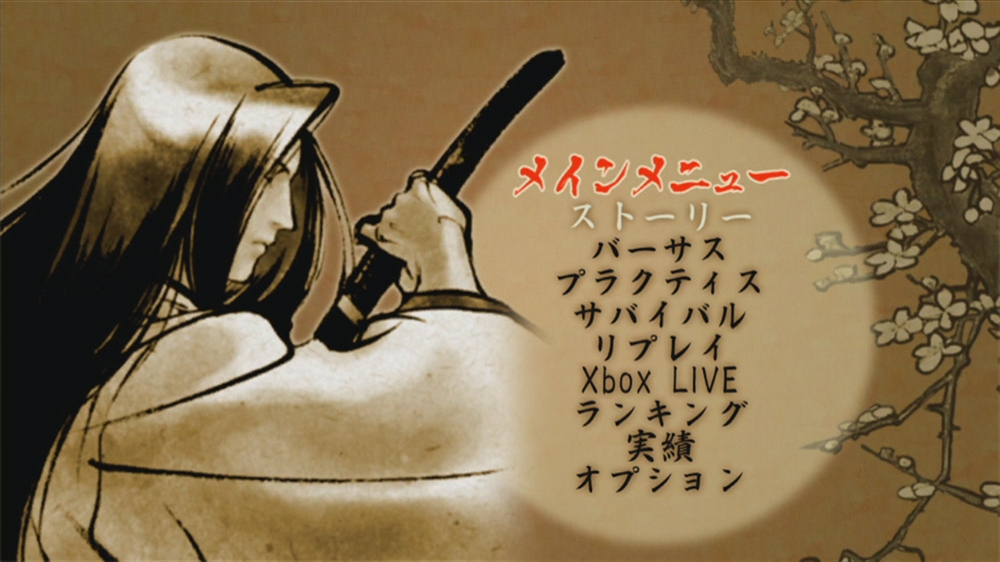 メインメニュー
ストーリー
バーサス
プラクティス
サバイバル
リプレイ
Xbox LIVE
ランキング
実績
オプション